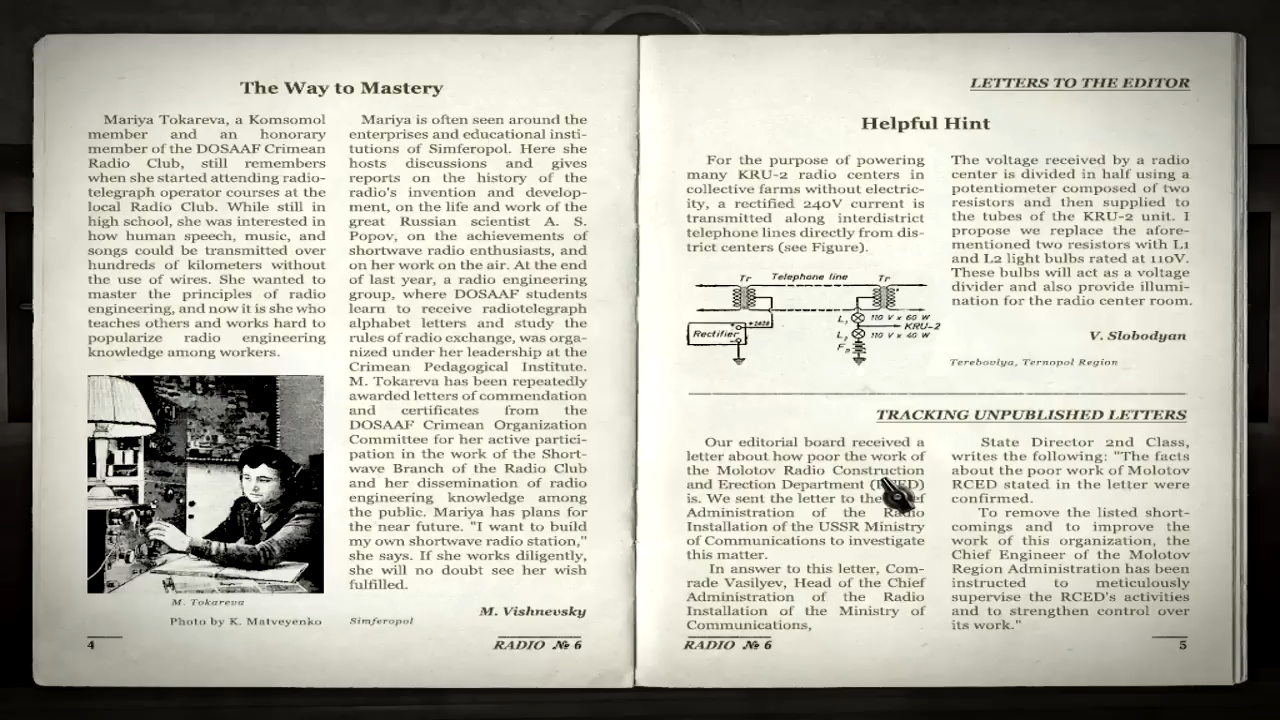 The Way to Mastery
Mariya Tokareva, a Komsomol
member and an honorary
member of the DOSAAF Crimean
Radio Club, still remembers
when she started attending radio-
telegraph operator courses at the
local Radio Club. While still in
high school, she was interested in
how human speech, music, and
songs could be transmitted over
hundreds of kilometers without
the use of wires. She wanted to
master the principles of radio
engineering, and now it is she who
teaches others and works hard to
popularize radio engineering
knowledge among workers.
M. Tokareva
Photo by K. Matveyenko
4
Mariya is often seen around the
enterprises and educational insti-
tutions of Simferopol. Here she
hosts discussions and gives
reports on the history of the
radio's invention and develop-
ment, on the life and work of the
great Russian scientist A. S.
Popov, on the achievements of
shortwave radio enthusiasts, and
on her work on the air. At the end
of last year, a radio engineering
group, where DOSAAF students
learn to receive radiotelegraph
alphabet letters and study the
rules of radio exchange, was orga-
nized under her leadership at the
Crimean Pedagogical Institute.
M. Tokareva has been repeatedly
awarded letters of commendation
and certificates from the
DOSAAF Crimean Organization
Committee for her active partici-
pation in the work of the Short-
wave Branch of the Radio Club
and her dissemination of radio
engineering knowledge among
the public. Mariya has plans for
the near future. "I want to build
my own shortwave radio station,"
she says. If she works diligently,
she will no doubt see her wish
fulfilled.
M. Vishnevsky
Simferopol
RADIO № 6
LETTERS TO THE EDITOR
Helpful Hint
For the purpose of powering
many KRU-2 radio centers in
collective farms without electric-
ity, a rectified 240V current is
transmitted along interdistrict
telephone lines directly from dis-
trict centers (see Figure).
Tr Telephone line Tr
L1 110 V x 60 W
KRU-2
Rectifier
L2 110 V x 40 W
The voltage received by a radio
center is divided in half using a
potentiometer composed of two
resistors and then supplied to
the tubes of the KRU-2 unit. I
propose we replace the afore-
mentioned two resistors with L1
and L2 light bulbs rated at 110V.
These bulbs will act as a voltage
divider and also provide illumi-
nation for the radio center room.
V. Slobodyan
Terebovlya, Ternopol Region
TRACKING UNPUBLISHED LETTERS
Our editorial board received a
letter about how poor the work of
the Molotov Radio Construction
and Erection Department
is. We sent the letter to the
Administration of the Radio
Installation of the USSR Ministry
of Communications to investigate
this matter.
In answer to this letter, Com-
rade Vasilyev, Head of the Chief
Administration of the Radio
Installation of the Ministry of
Communications,
RADIO № 6
State Director 2nd Class,
writes the following: "The facts
about the poor work of Molotov
RCED stated in the letter were
confirmed.
To remove the listed short-
comings and to improve the
work of this organization, the
Chief Engineer of the Molotov
Region Administration has been
instructed to meticulously
supervise the RCED's activities
and to strengthen control over
its work."
5